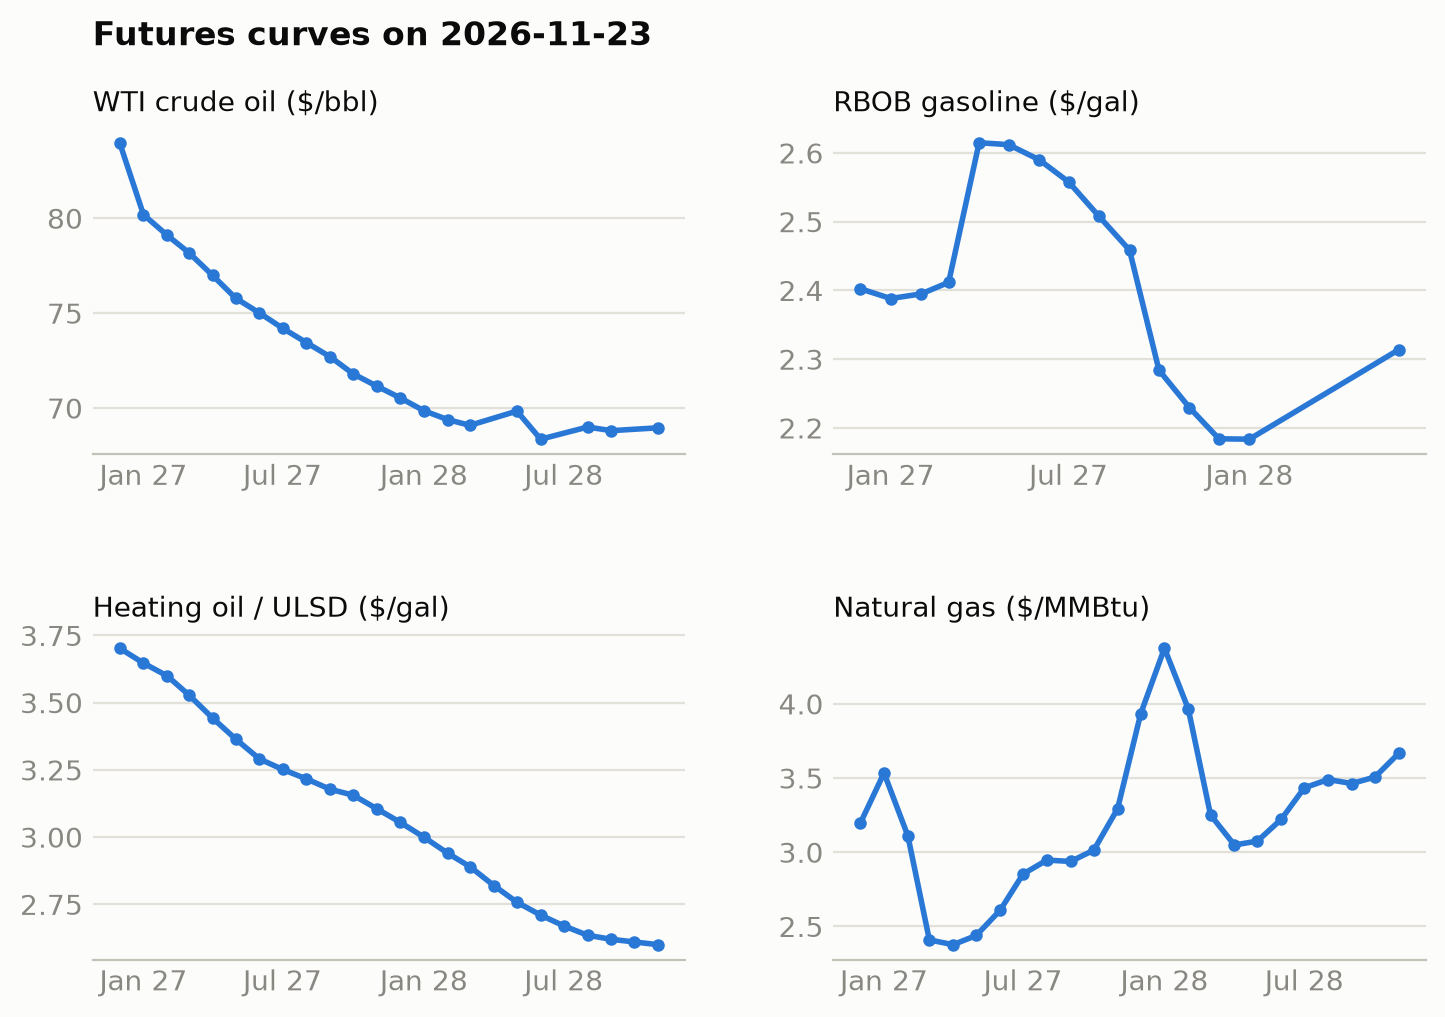 Futures curves on 2026-11-23
WTI crude oil ($/bbl)
80
75
70
Jan 27 Jul 27 Jan 28 Jul 28
RBOB gasoline ($/gal)
2.6
2.5
2.4
2.3
2.2
Jan 27 Jul 27 Jan 28
Heating oil / ULSD ($/gal)
3.75
3.50
3.25
3.00
2.75
Jan 27 Jul 27 Jan 28 Jul 28
Natural gas ($/MMBtu)
4.0
3.5
3.0
2.5
Jan 27 Jul 27 Jan 28 Jul 28